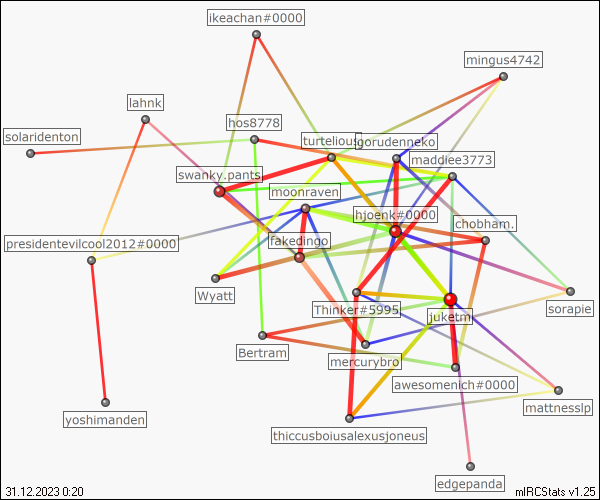 ikeachan#0000
mingus4742
lahnk
hos8778
solaridenton
turtelious
gorudenneko
maddiee3773
swanky.pants
moonraven
hjoenk#0000
chobham.
presidentevilcool2012#0000
fakedingo
Wyatt
Thinker#5995
sorapie
juketm
Bertram
mercurybro
awesomenich#0000
yoshimanden
mattnesslp
thiccusboiusalexusjoneus
edgepanda
31.12.2023 0:20
mIRCStats v1.25